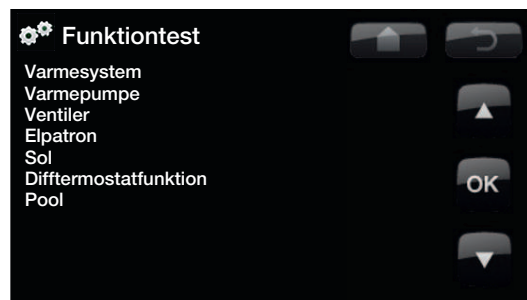 Funktiontest
Varmesystem
Varmepumpe
Ventiler
Elpatron
Sol
Difftermostatfunktion
Pool
OK